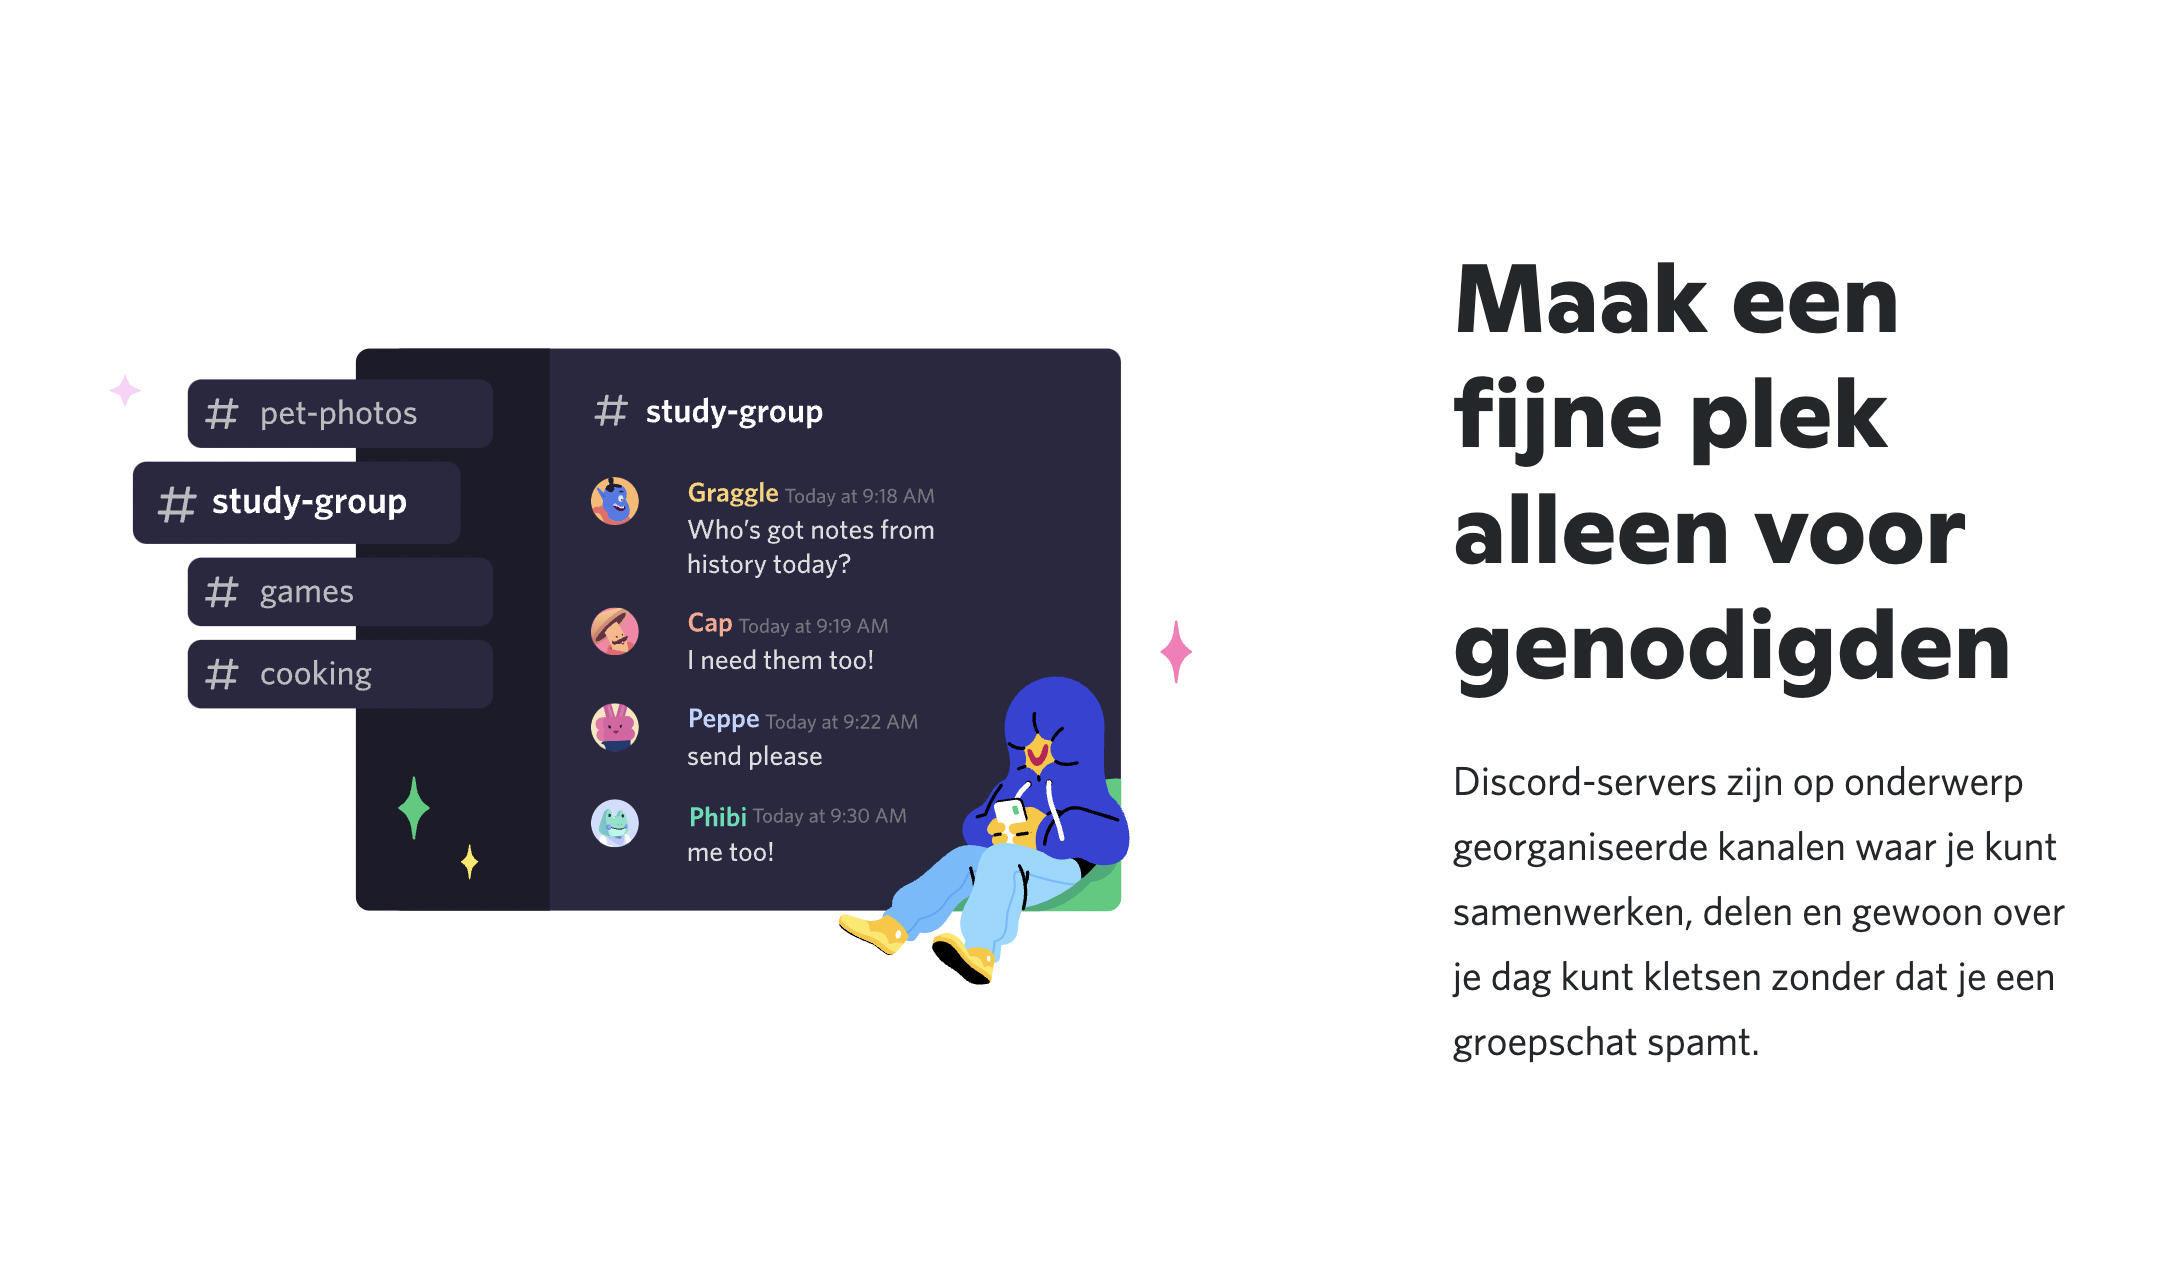 # pet-photos
# study-group
# games
# cooking
# study-group
Graggle Today at 9:18 AM
Who's got notes from
history today?
Cap Today at 9:19 AM
I need them too!
Peppe Today at 9:22 AM
send please
Phibi Today at 9:30 AM
me too!
Maak een
fijne plek
alleen voor
genodigden
Discord-servers zijn op onderwerp
georganiseerde kanalen waar je kunt
samenwerken, delen en gewoon over
je dag kunt kletsen zonder dat je een
groepschat spamt.